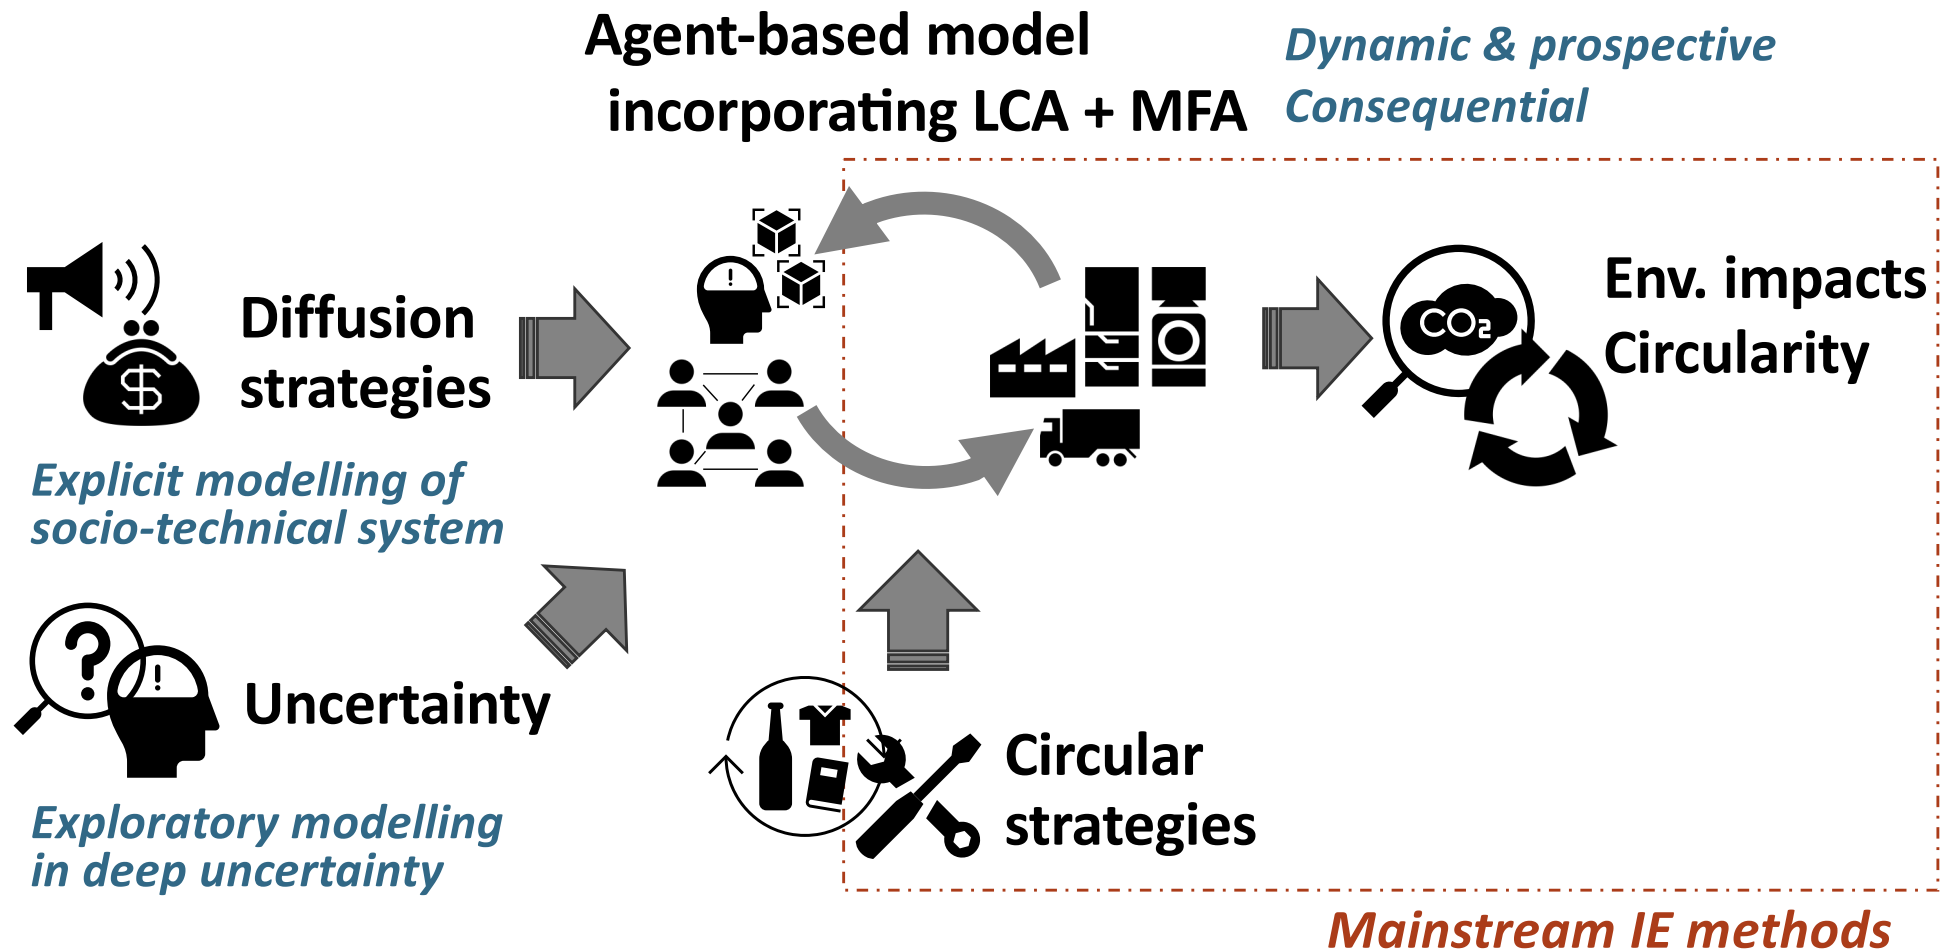 Agent-based model
incorporating LCA + MFA
Dynamic & prospective
Consequential
Diffusion
strategies
$
Explicit modelling of
socio-technical system
!
CO2
Env. impacts
Circularity
?
!
Uncertainty
Exploratory modelling
in deep uncertainty
Circular
strategies
Mainstream IE methods